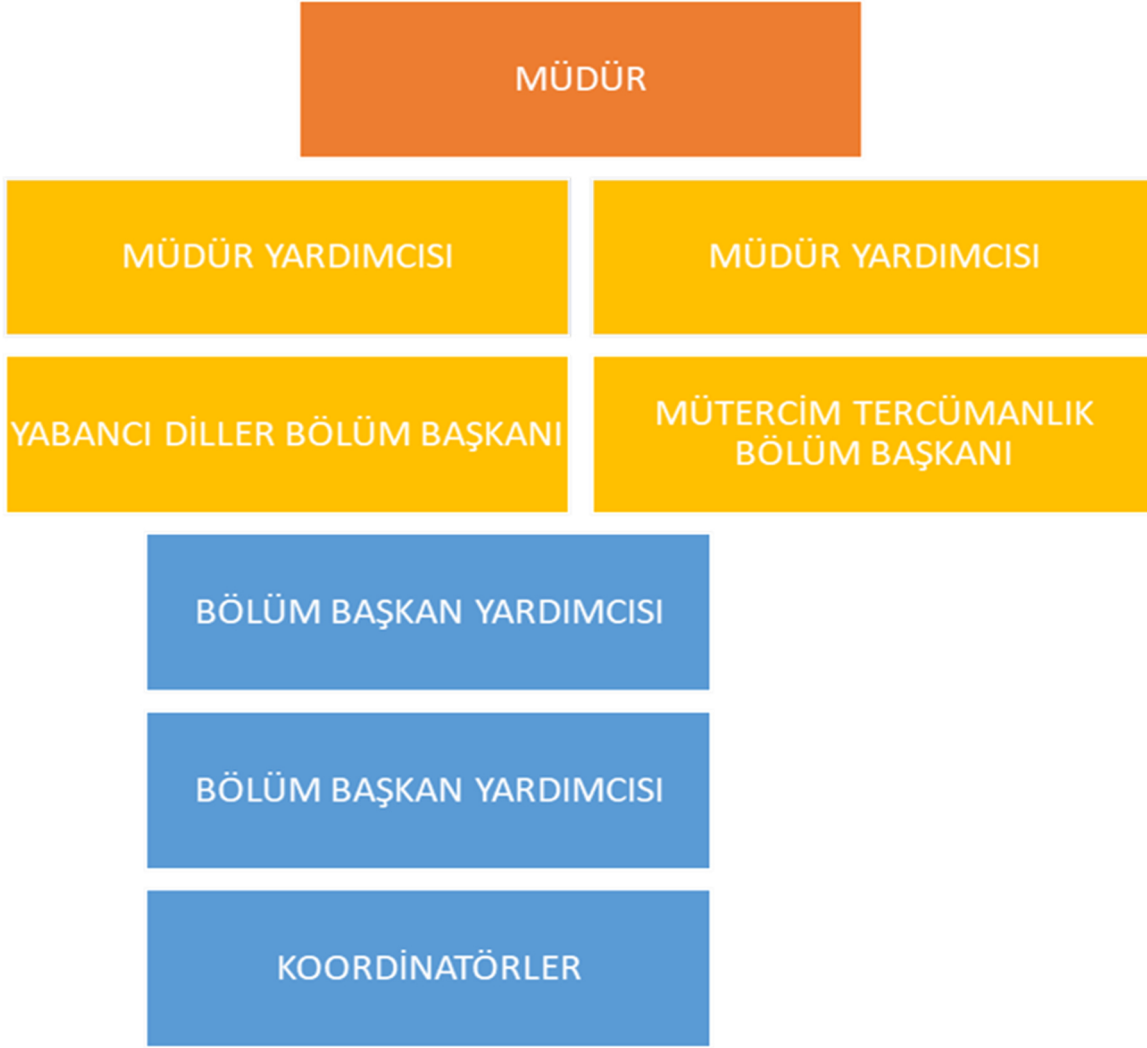 MÜDÜR
MÜDÜR YARDIMCISI
MÜDÜR YARDIMCISI
YABANCI DİLLER BÖLÜM BAŞKANI
MÜTERCİM TERCÜMANLIK
BÖLÜM BAŞKANI
BÖLÜM BAŞKAN YARDIMCISI
BÖLÜM BAŞKAN YARDIMCISI
KOORDİNATÖRLER